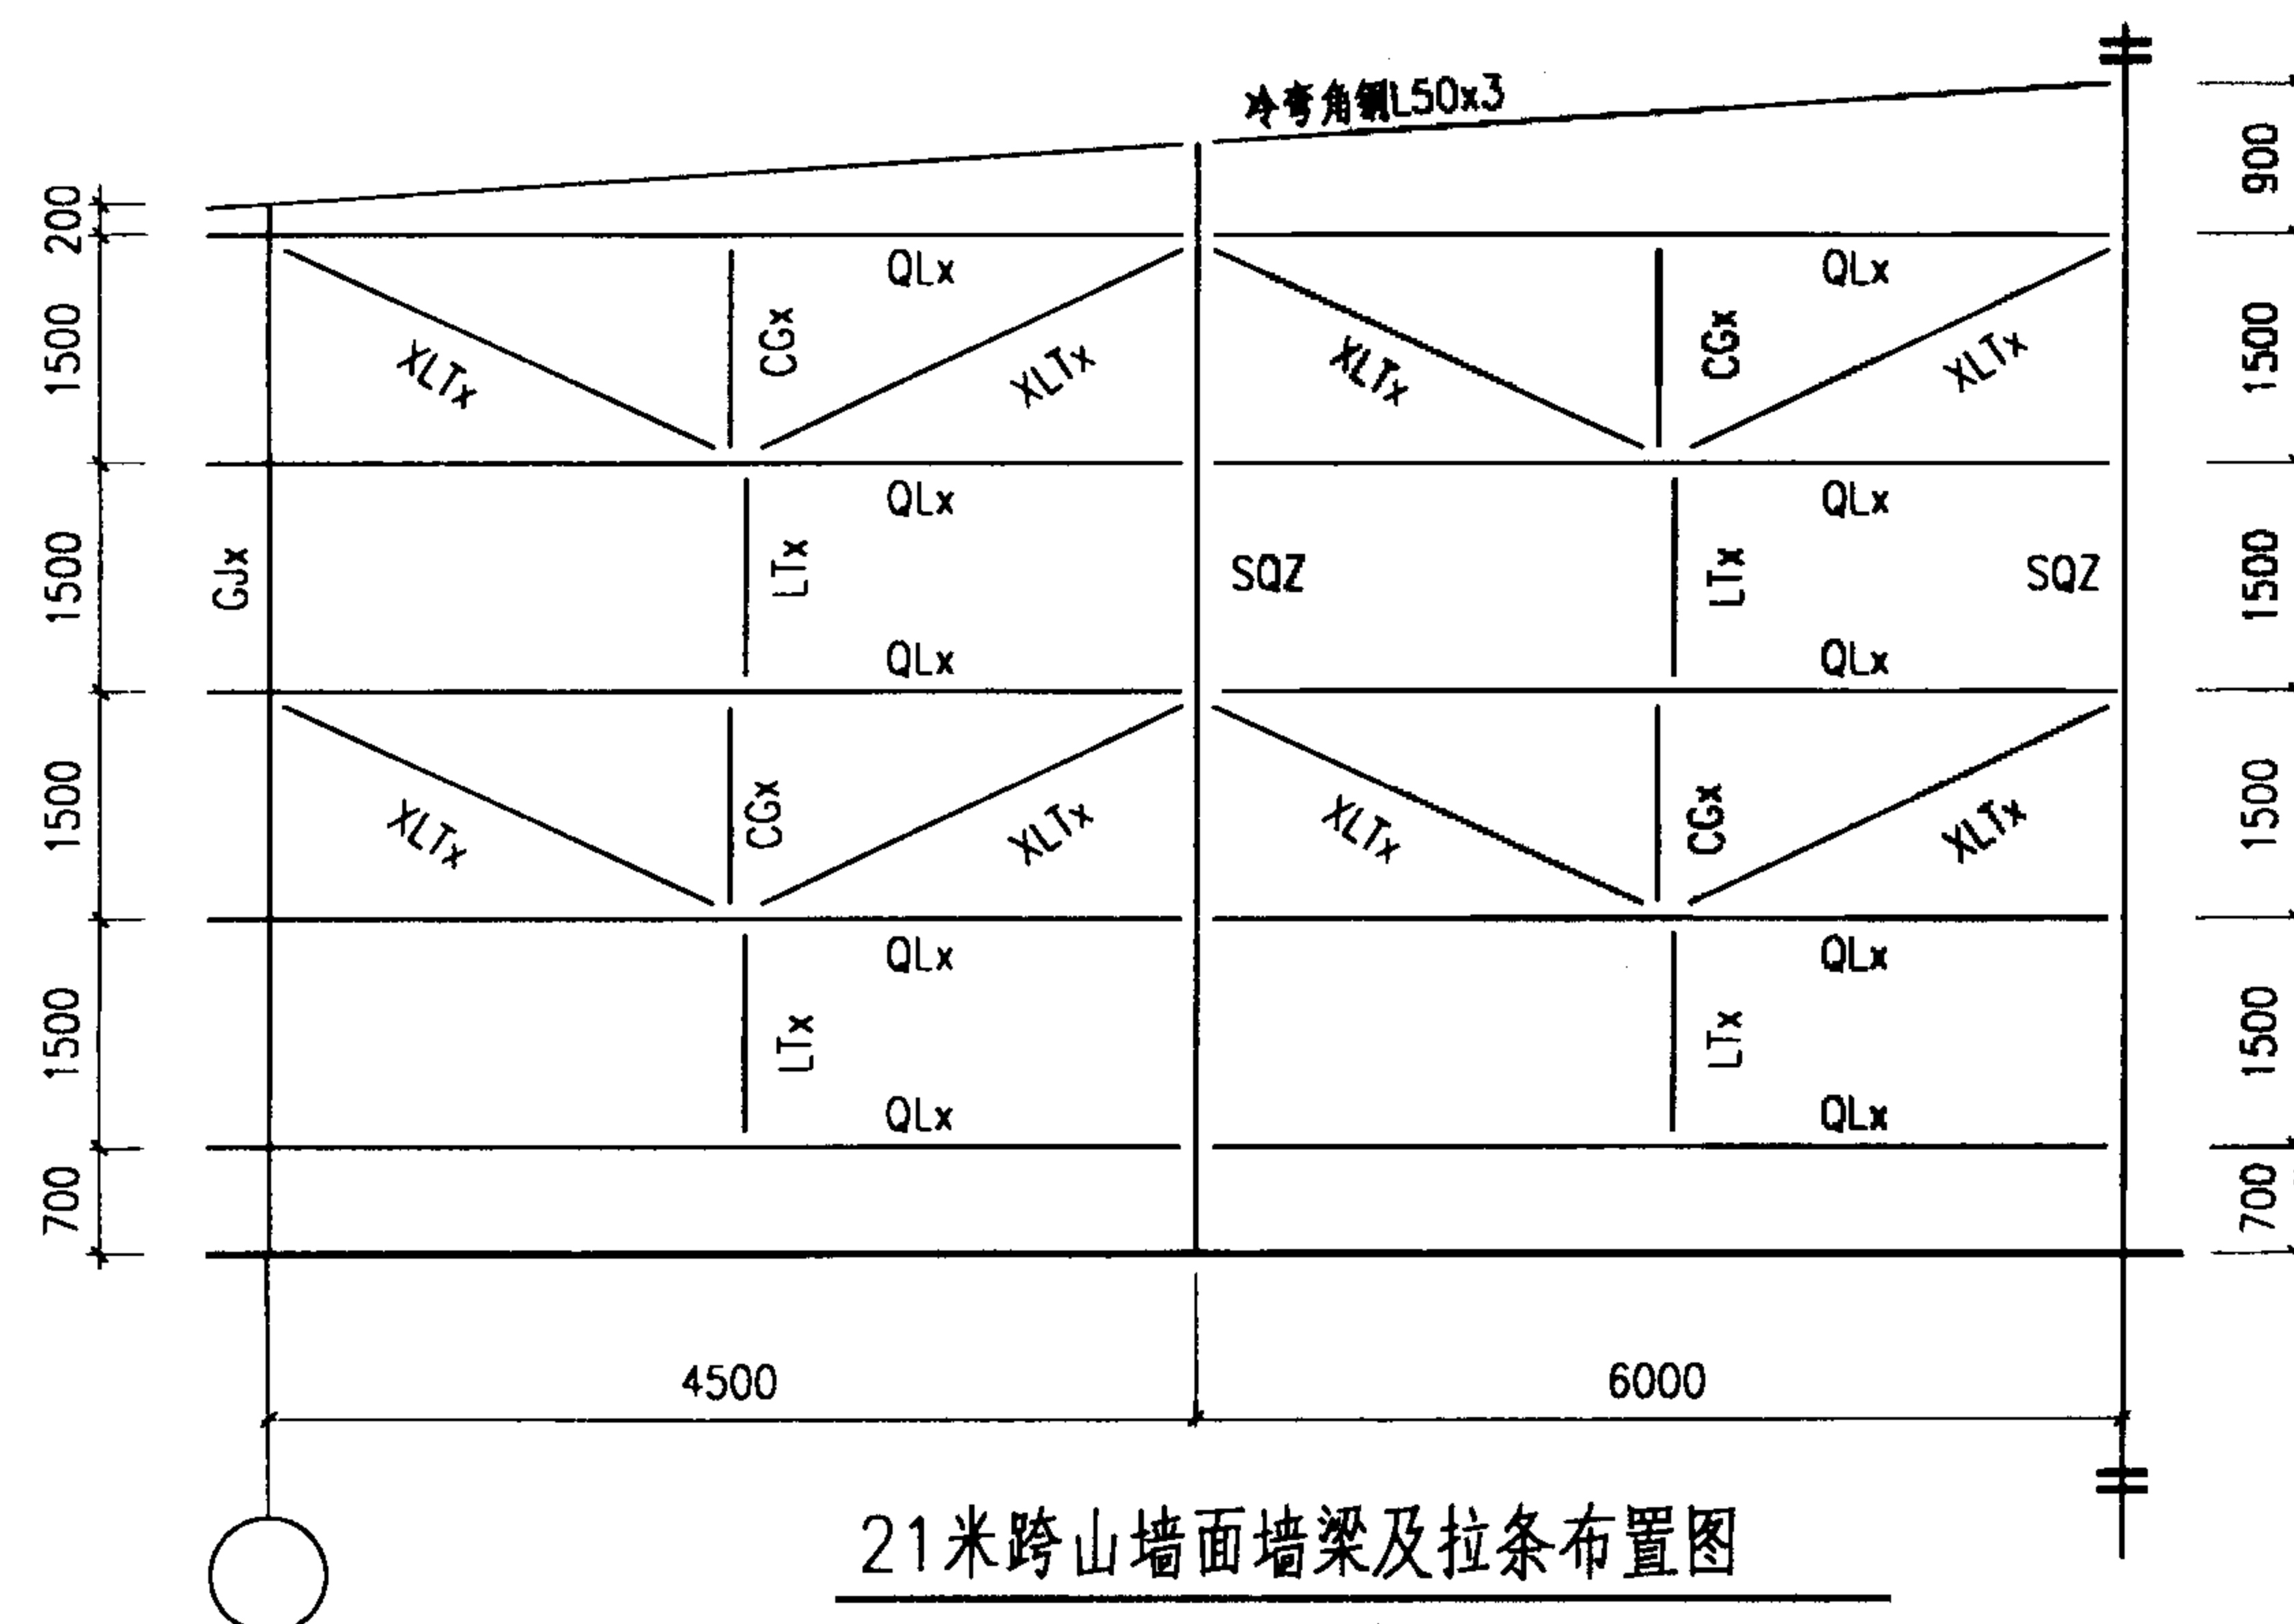 冷弯角钢L50x3
200
900
QLx
QLx
1500
XLTx
CGx
XLTx
XLTx
CGx
XLTx
1500
QLx
QLx
1500
GJx
LTx
SQZ
LTx
SQZ
1500
QLx
QLx
1500
XLTx
CGx
XLTx
XLTx
CGx
XLTx
1500
QLx
QLx
1500
LTx
LTx
1500
QLx
QLx
700
700
4500
6000
21米跨山墙面墙梁及拉条布置图